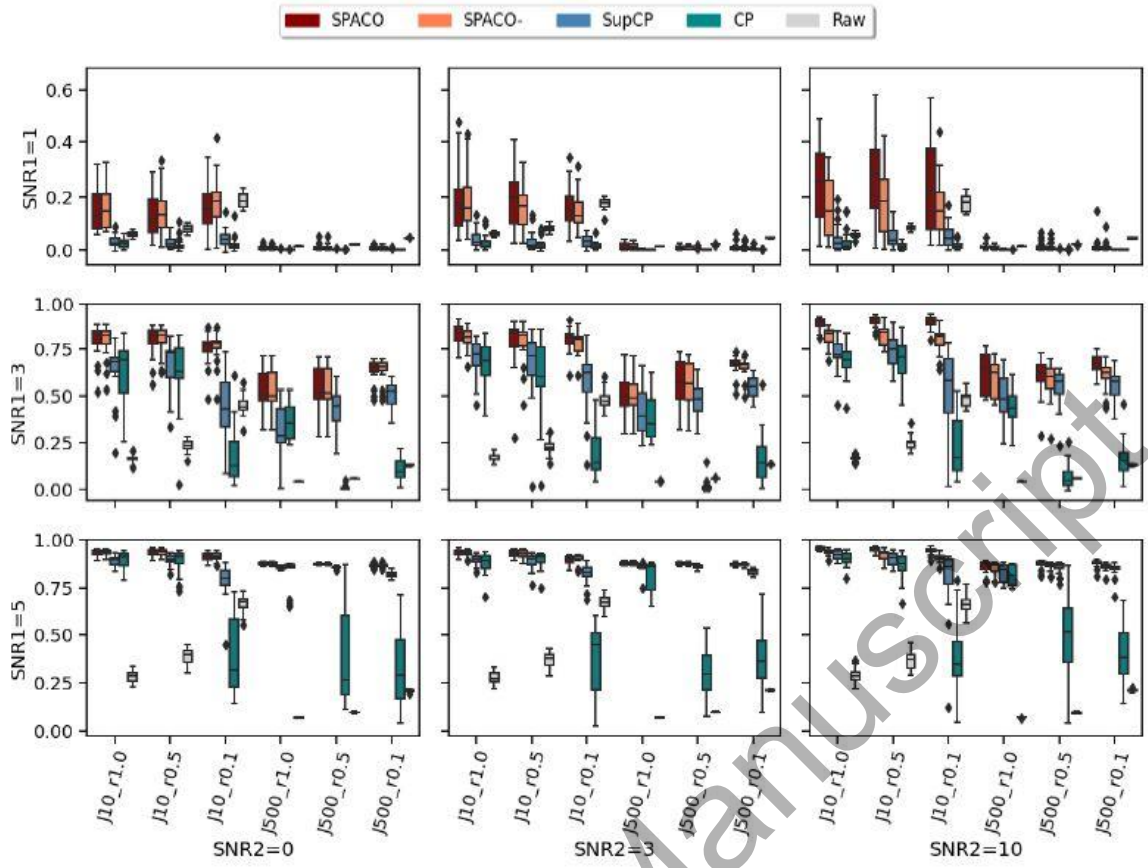 SPACO SPACO- SupCP CP Raw
SNR1=1
0.6
0.4
0.2
0.0
SNR1=3
1.00
0.75
0.50
0.25
0.00
SNR1=5
1.00
0.75
0.50
0.25
0.00
J10_r1.0 J10_r0.5 J10_r0.1 J500_r1.0 J500_r0.5 J500_r0.1
J10_r1.0 J10_r0.5 J10_r0.1 J500_r1.0 J500_r0.5 J500_r0.1
J10_r1.0 J10_r0.5 J10_r0.1 J500_r1.0 J500_r0.5 J500_r0.1
SNR2=0 SNR2=3 SNR2=10
Manuscript